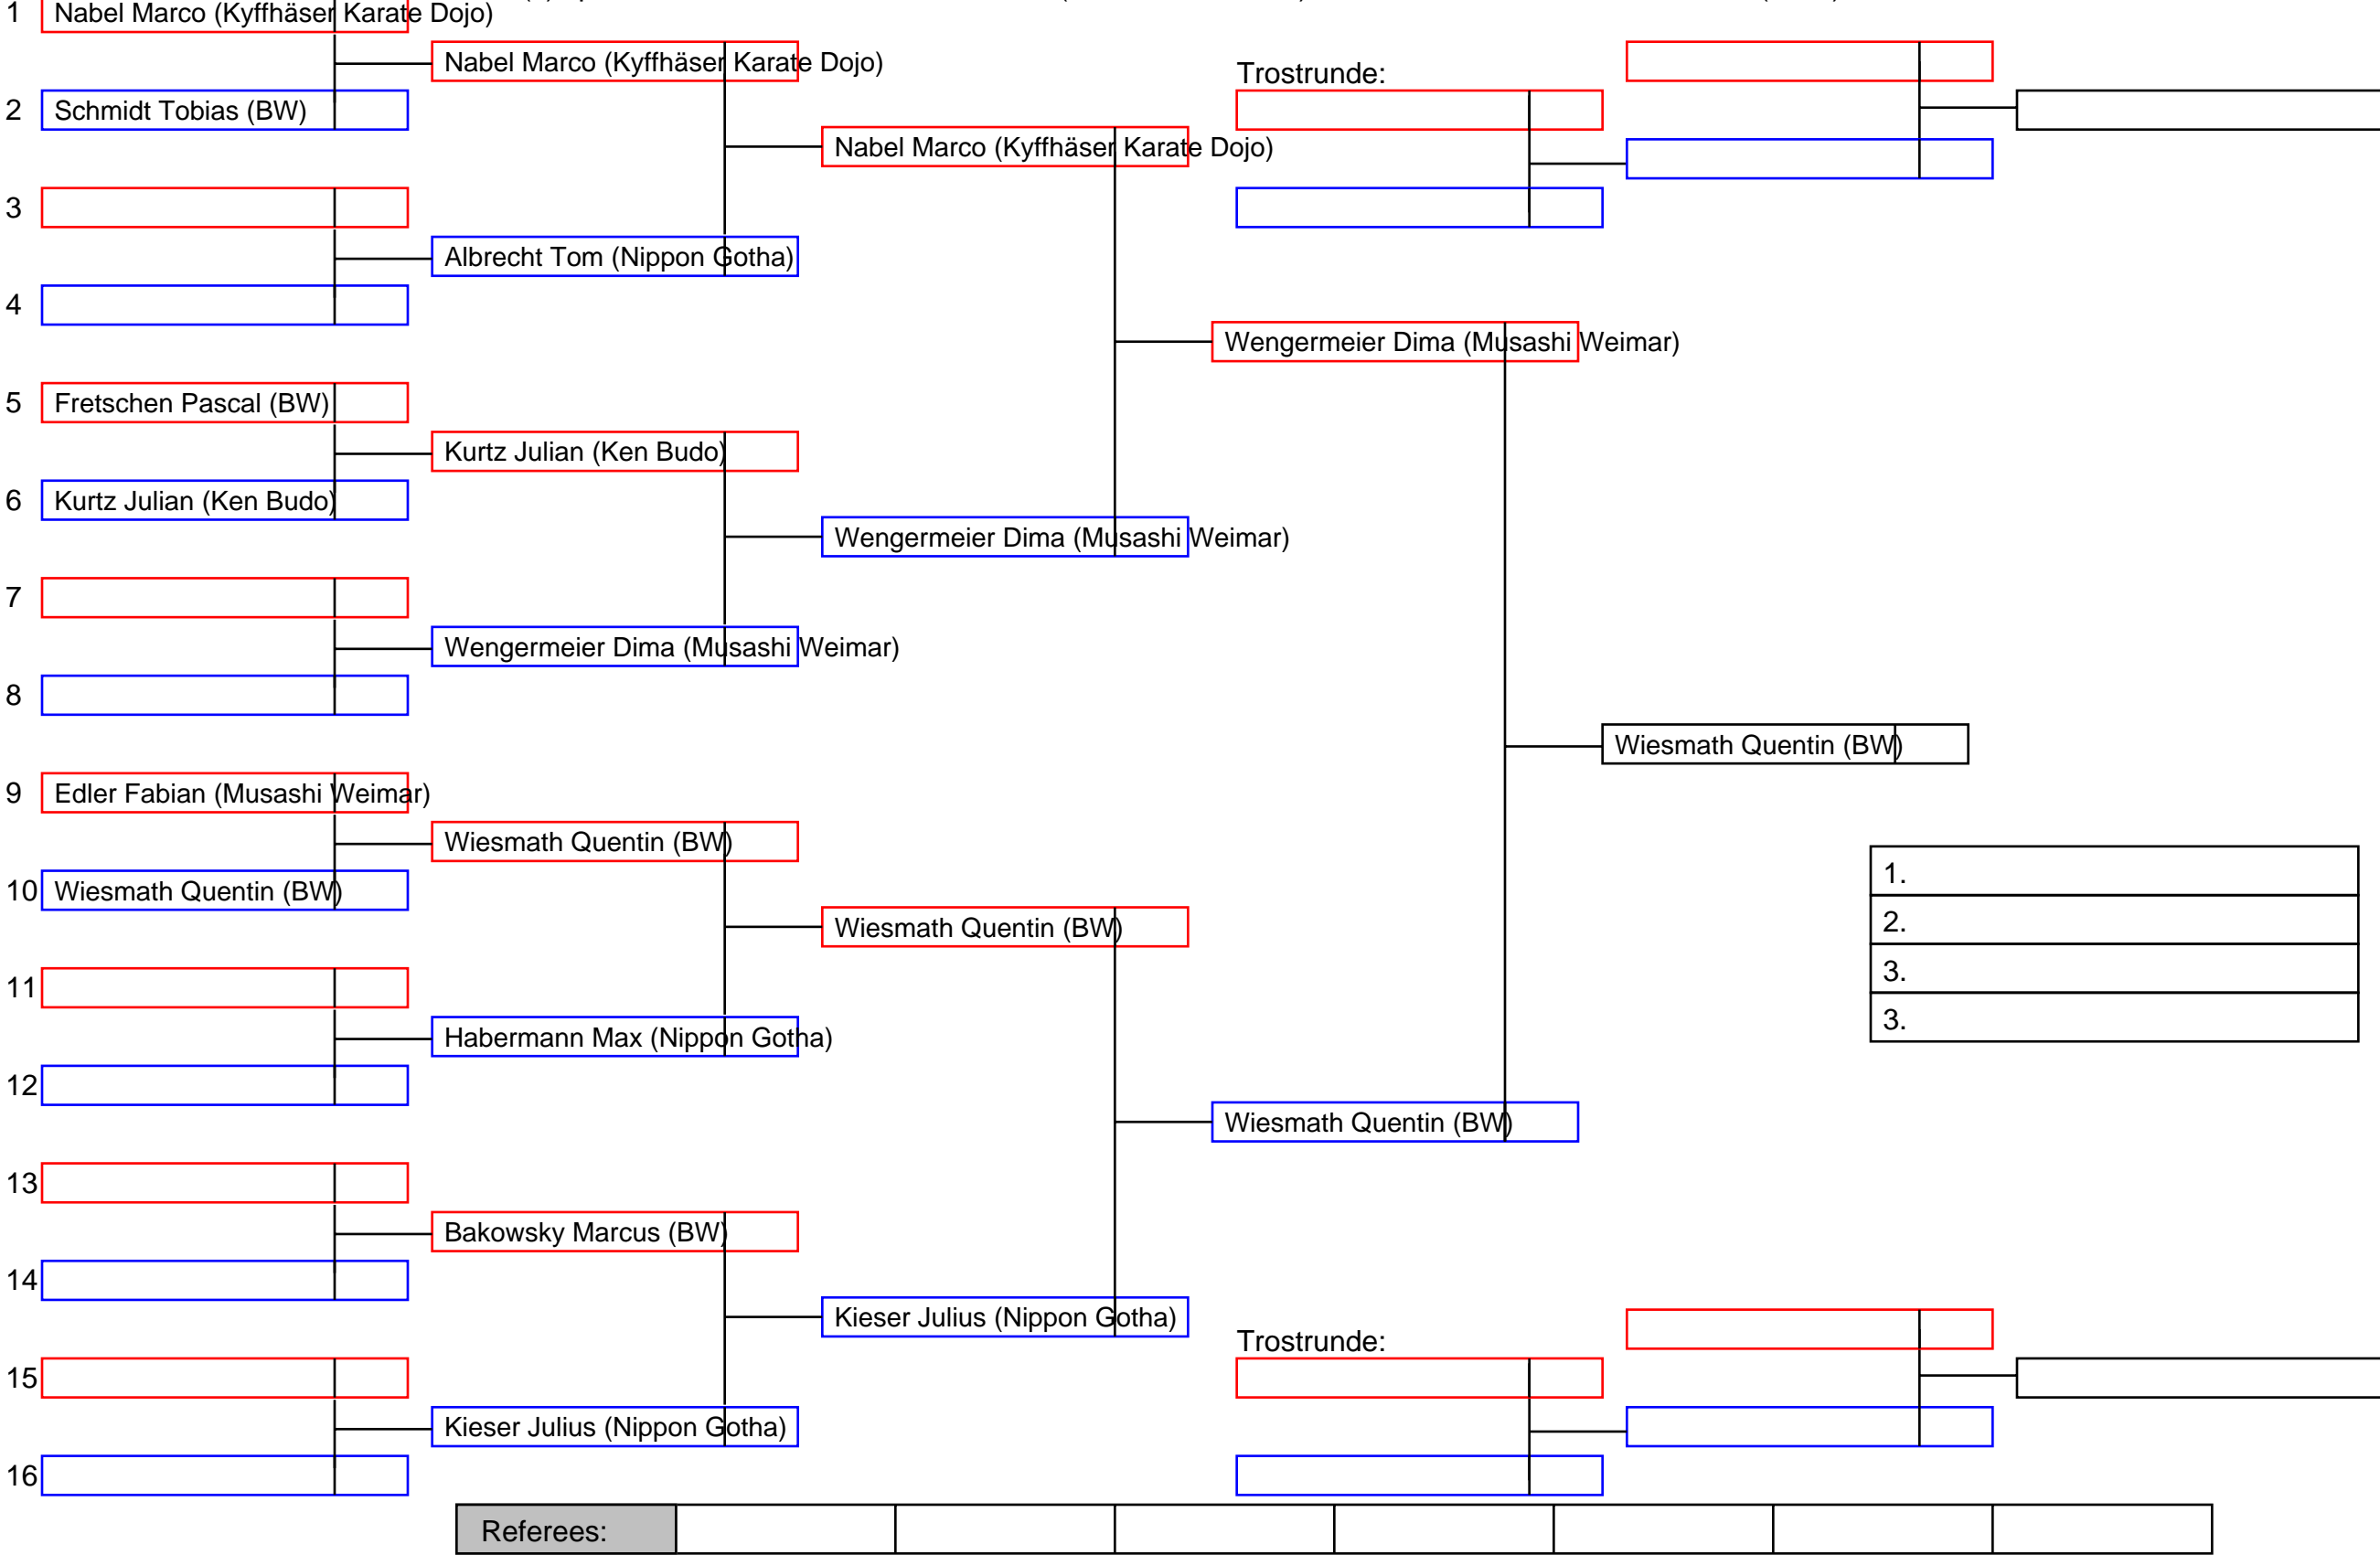 1 Nabel Marco (Kyffhäser Karate Dojo)
Nabel Marco (Kyffhäser Karate Dojo)
Trostrunde:
2 Schmidt Tobias (BW)
Nabel Marco (Kyffhäser Karate Dojo)
3
Albrecht Tom (Nippon Gotha)
4
Wengermeier Dima (Musashi Weimar)
5 Fretschen Pascal (BW)
Kurtz Julian (Ken Budo)
6 Kurtz Julian (Ken Budo)
Wengermeier Dima (Musashi Weimar)
7
Wengermeier Dima (Musashi Weimar)
8
Wiesmath Quentin (BW)
9 Edler Fabian (Musashi Weimar)
Wiesmath Quentin (BW)
1.
10 Wiesmath Quentin (BW)
2.
Wiesmath Quentin (BW)
3.
11
3.
Habermann Max (Nippon Gotha)
12
Wiesmath Quentin (BW)
13
Bakowsky Marcus (BW)
14
Kieser Julius (Nippon Gotha)
Trostrunde:
15
Kieser Julius (Nippon Gotha)
16
Referees: